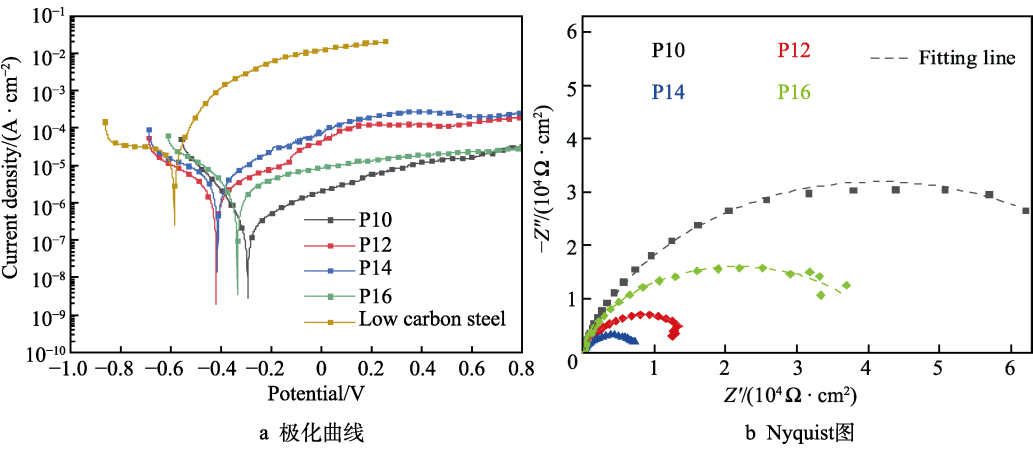 10⁻¹
10⁻²
10⁻³
10⁻⁴
10⁻⁵
10⁻⁶
10⁻⁷
10⁻⁸
10⁻⁹
10⁻¹⁰
Current density/(A · cm⁻²)
P10
P12
P14
P16
Low carbon steel
−1.0 −0.8 −0.6 −0.4 −0.2 0 0.2 0.4 0.6 0.8
Potential/V
a 极化曲线
6
5
4
3
2
1
0
−Z″/(10⁴ Ω · cm²)
P10 P12
P14 P16
Fitting line
1 2 3 4 5 6
Z′/(10⁴ Ω · cm²)
b Nyquist图